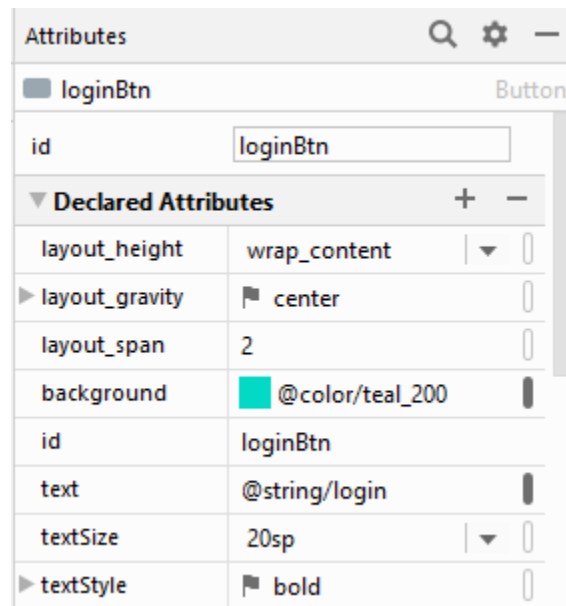 Attributes
loginBtn Button
id loginBtn
Declared Attributes
layout_height wrap_content
layout_gravity center
layout_span 2
background @color/teal_200
id loginBtn
text @string/login
textSize 20sp
textStyle bold